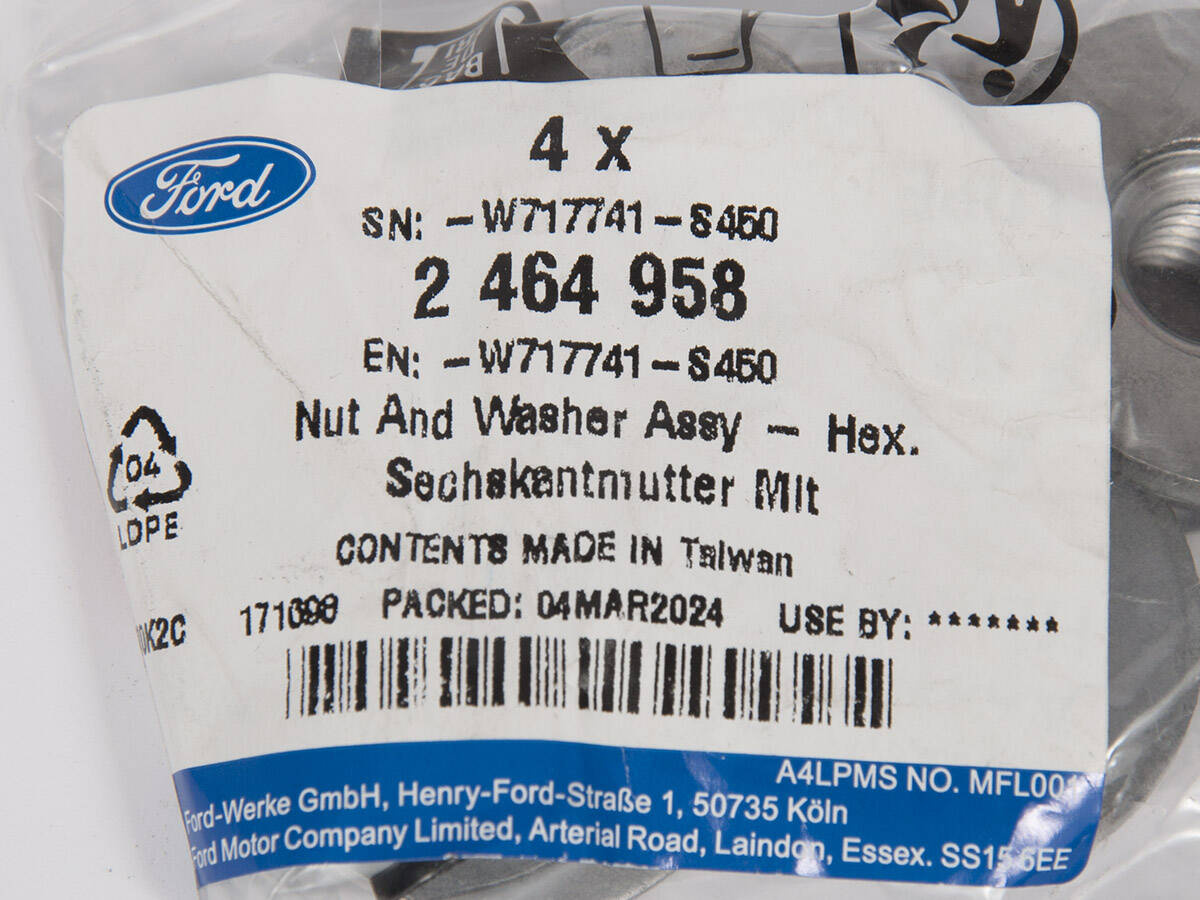 Ford
4 x
SN: -W717741-S450
2 464 958
EN: -W717741-S450
Nut And Washer Assy - Hex.
Sechskantmutter Mit
04
LDPE
CONTENTS MADE IN Taiwan
PACKED: 04MAR2024 USE BY: *******
A4LPMS NO. MFL001
Ford-Werke GmbH, Henry-Ford-Straße 1, 50735 Köln
Ford Motor Company Limited, Arterial Road, Laindon, Essex. SS15 6EE